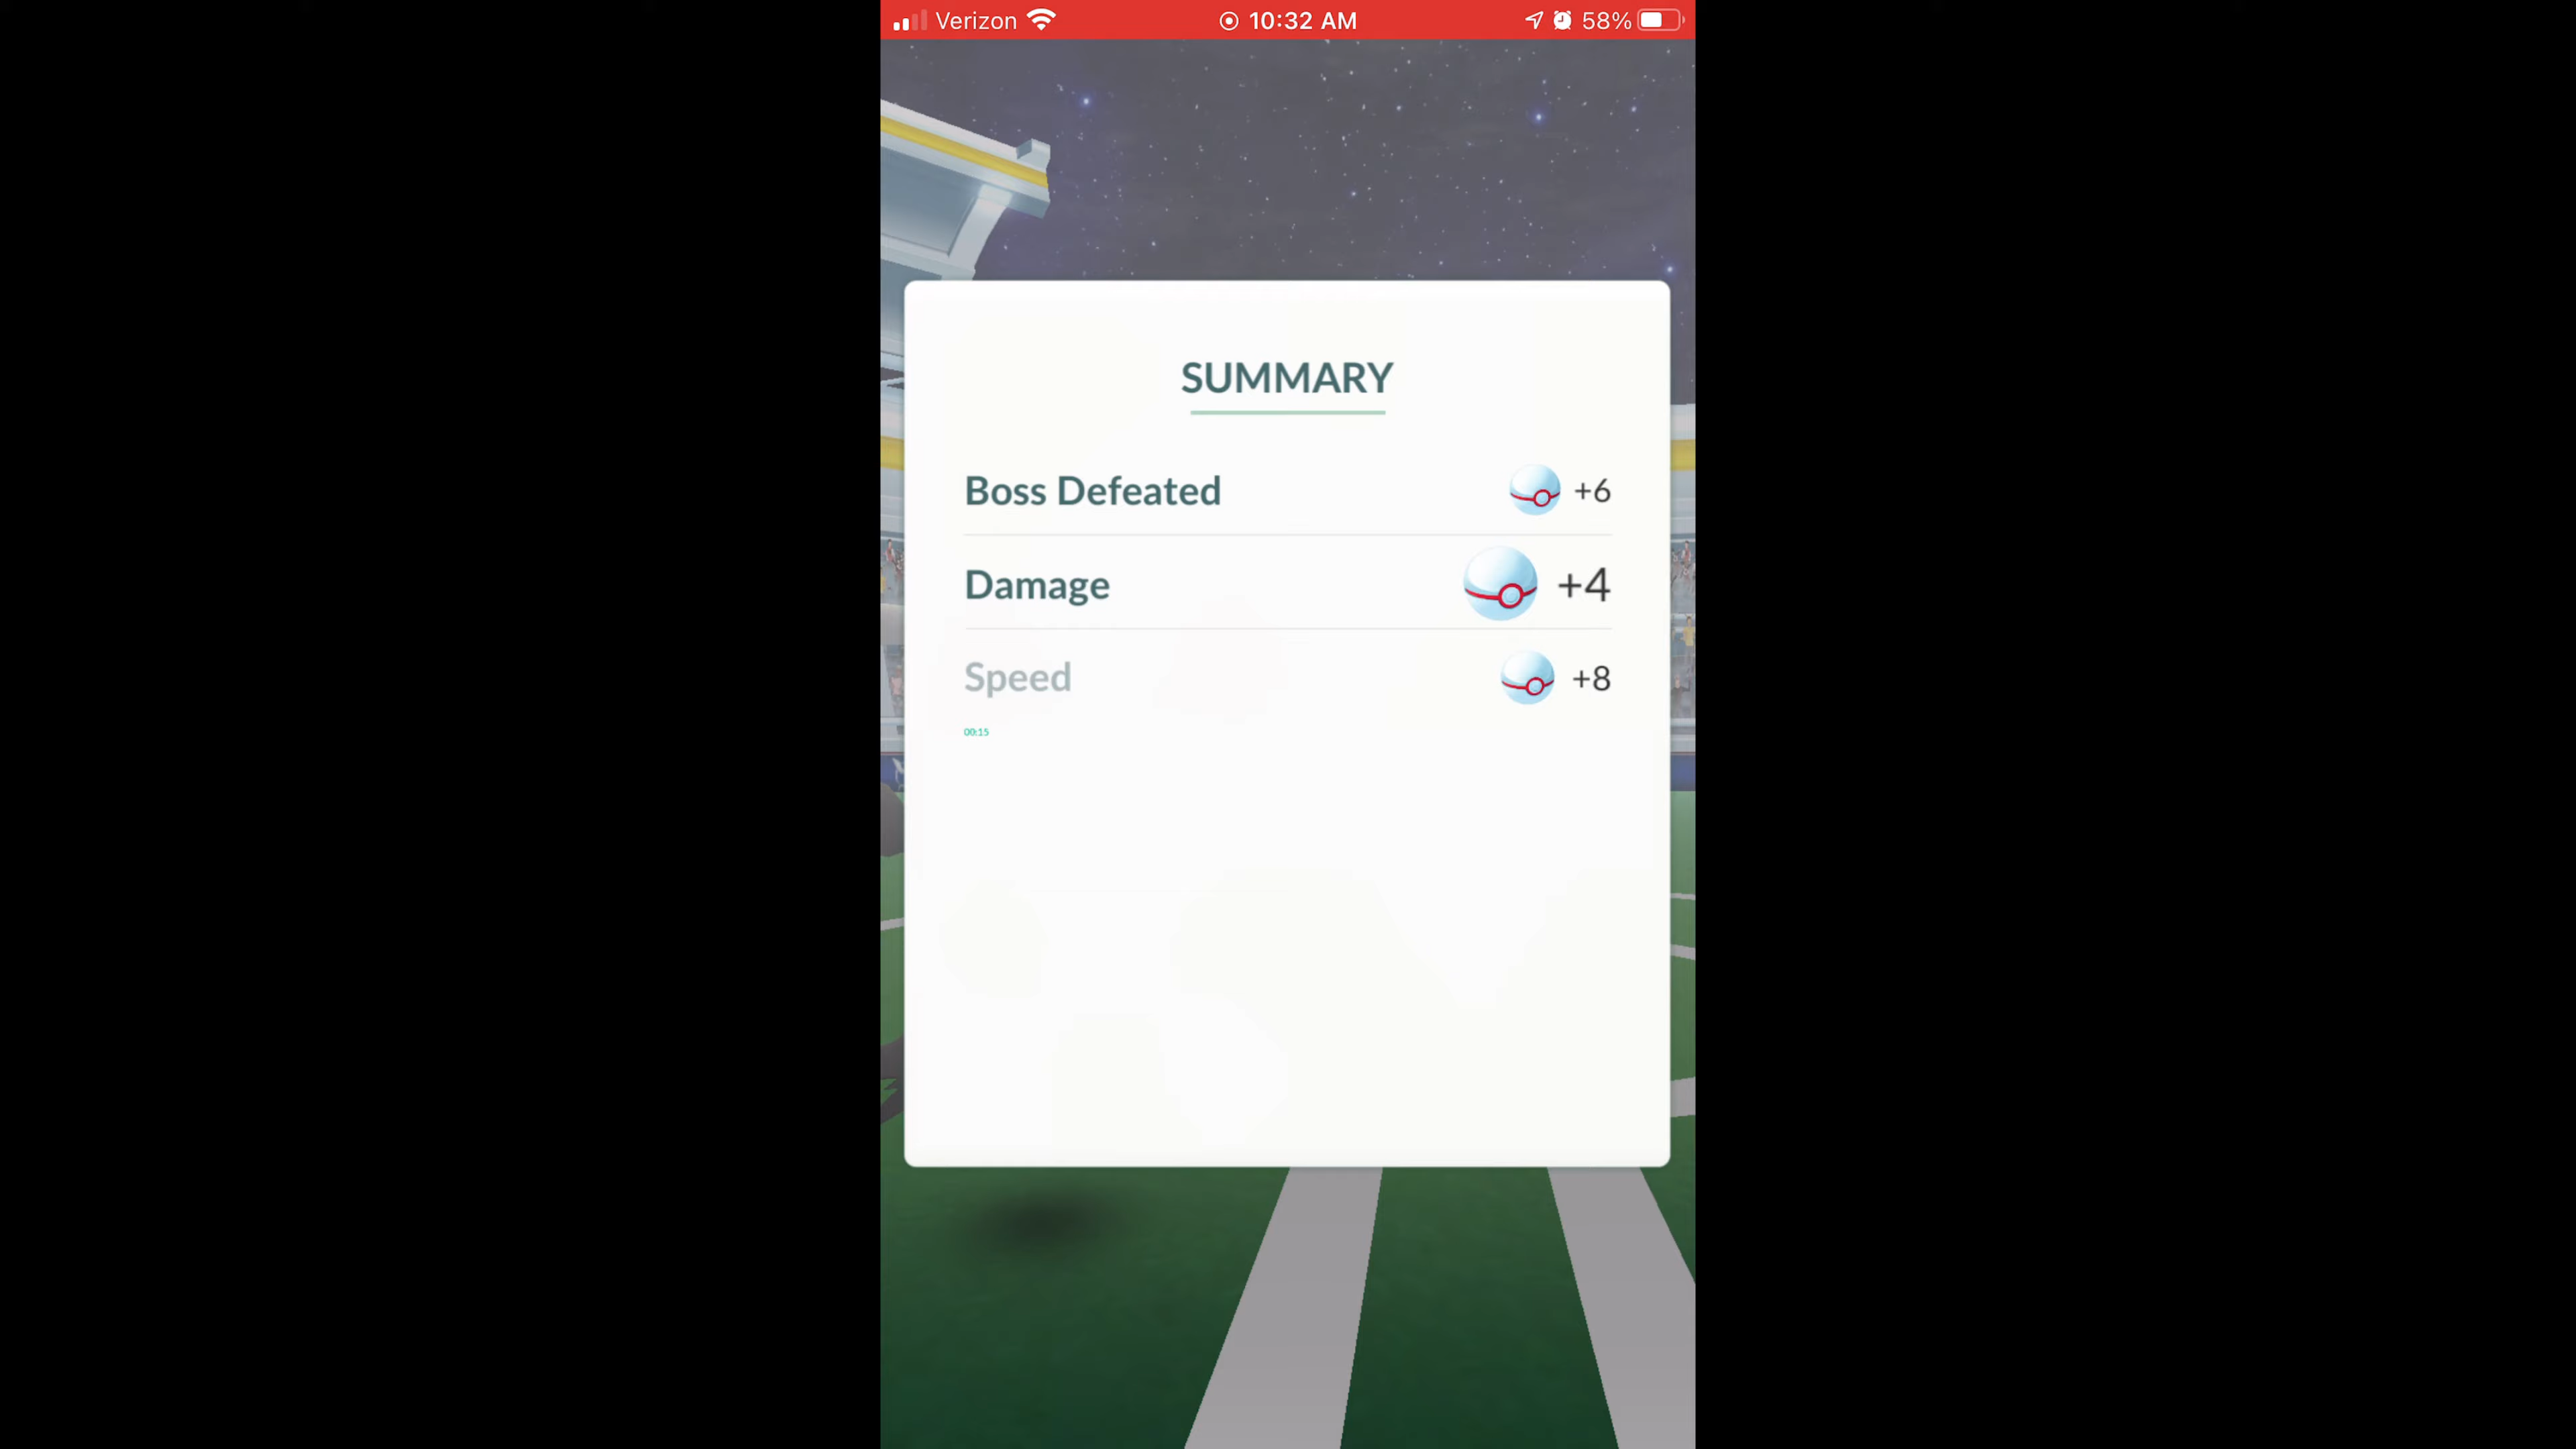 Verizon 10:32 AM 58%
SUMMARY
Boss Defeated +6
Damage +4
Speed +8
00:15